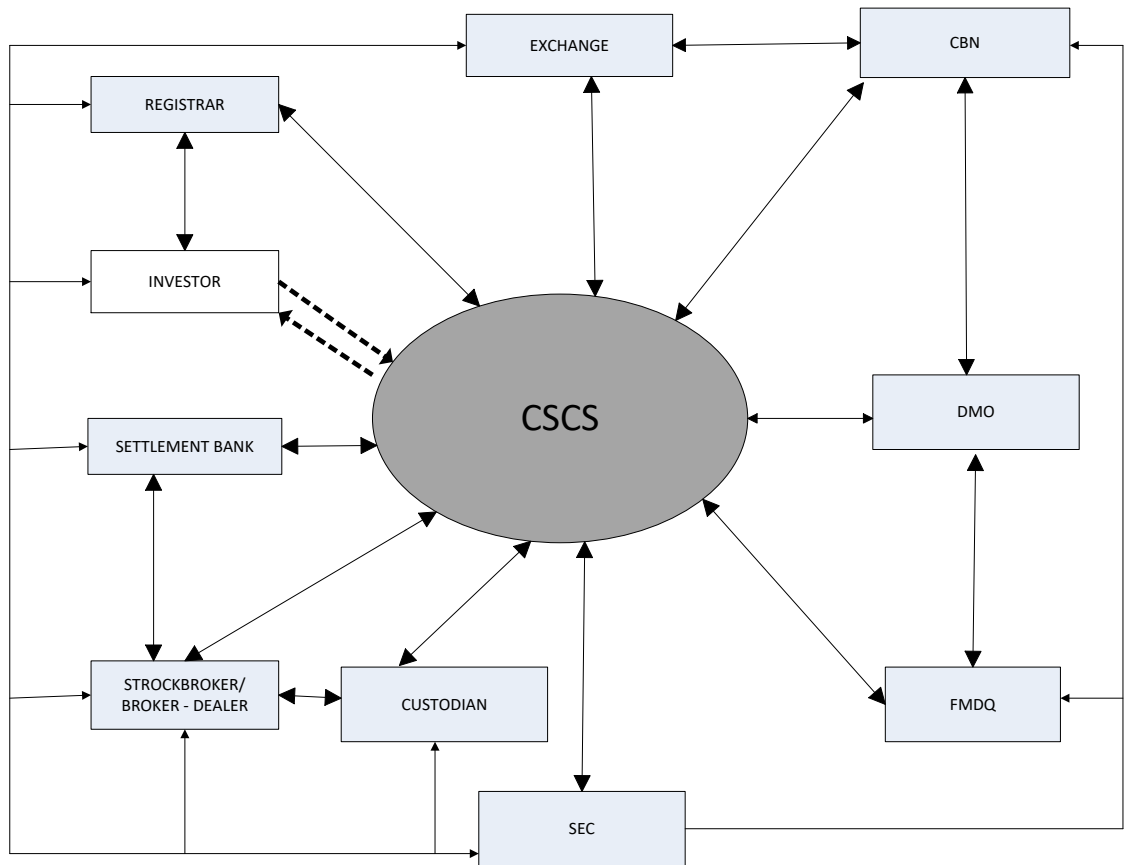 EXCHANGE
CBN
REGISTRAR
INVESTOR
CSCS
DMO
SETTLEMENT BANK
STROCKBROKER/
BROKER - DEALER
CUSTODIAN
FMDQ
SEC